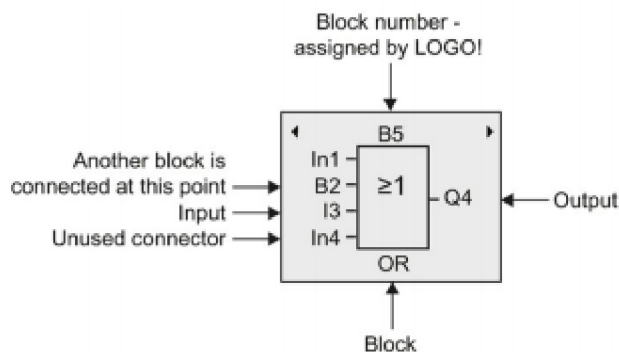 Block number -
assigned by LOGO!
B5
Another block is
connected at this point
Input
Unused connector
In1
B2
I3
In4
≥1
Q4
Output
OR
Block